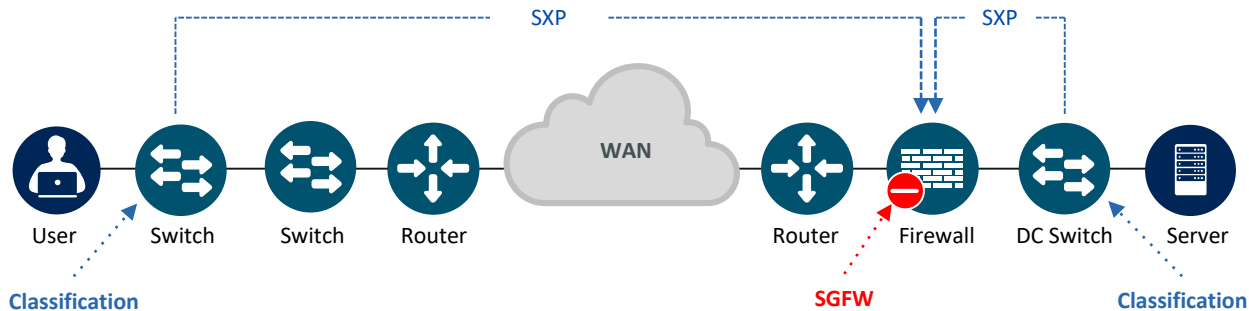 SXP
SXP
WAN
User
Switch
Switch
Router
Router
Firewall
DC Switch
Server
Classification
SGFW
Classification